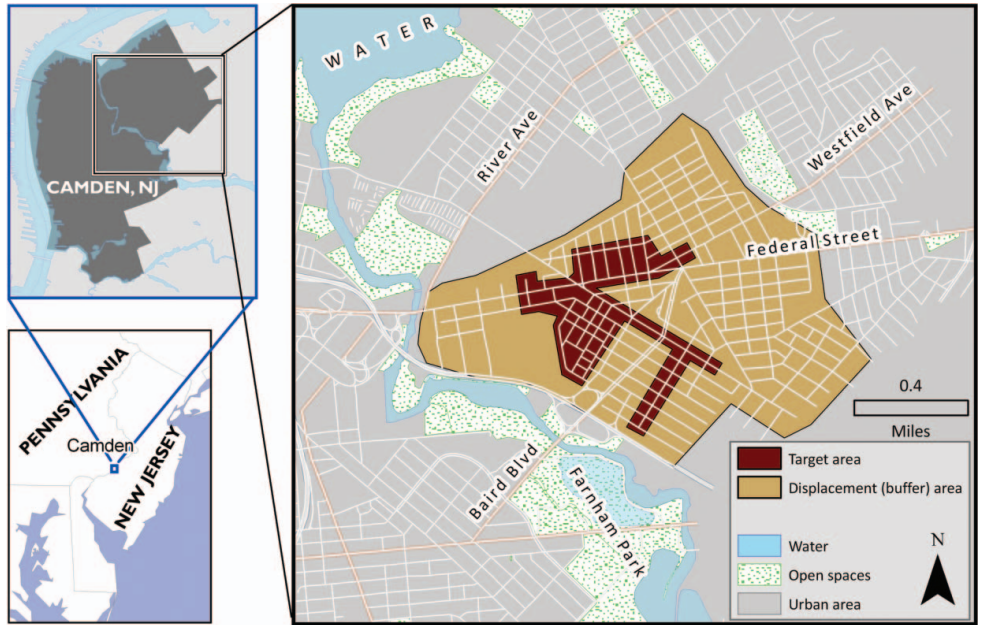 CAMDEN, NJ
PENNSYLVANIA
Camden
NEW JERSEY
WATER
River Ave
Westfield Ave
Federal Street
Baird Blvd
Farnham Park
0.4
Miles
Target area
Displacement (buffer) area
Water
Open spaces
Urban area
N